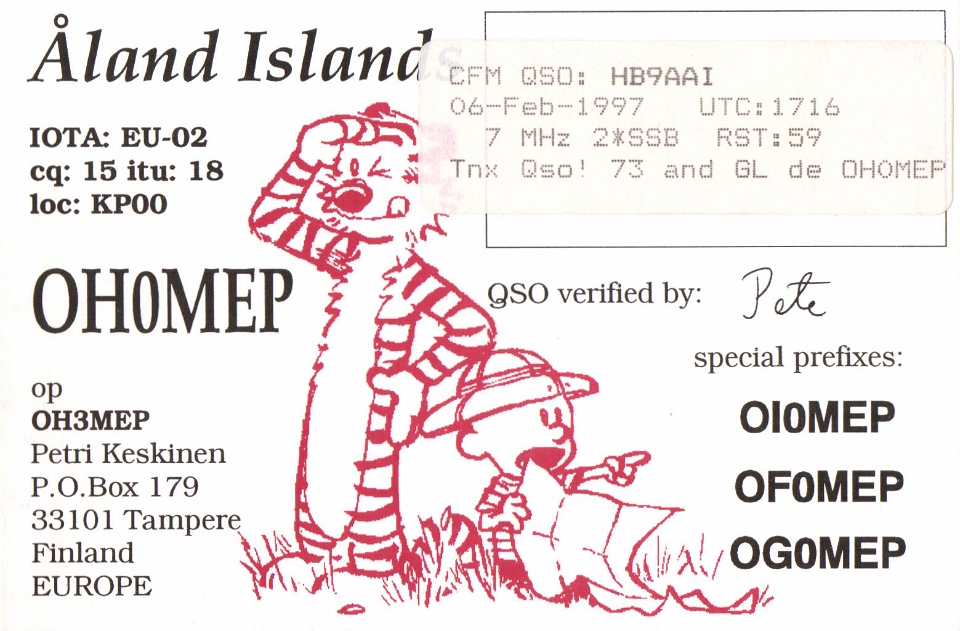 Åland Islands
CFM QSO: HB9AAI
06-Feb-1997 UTC:1716
7 MHz 2*SSB RST:59
Tnx Qso! 73 and GL de OH0MEP
IOTA: EU-02
cq: 15 itu: 18
loc: KP00
OH0MEP
QSO verified by: Pete
special prefixes:
OI0MEP
OF0MEP
OG0MEP
op
OH3MEP
Petri Keskinen
P.O.Box 179
33101 Tampere
Finland
EUROPE